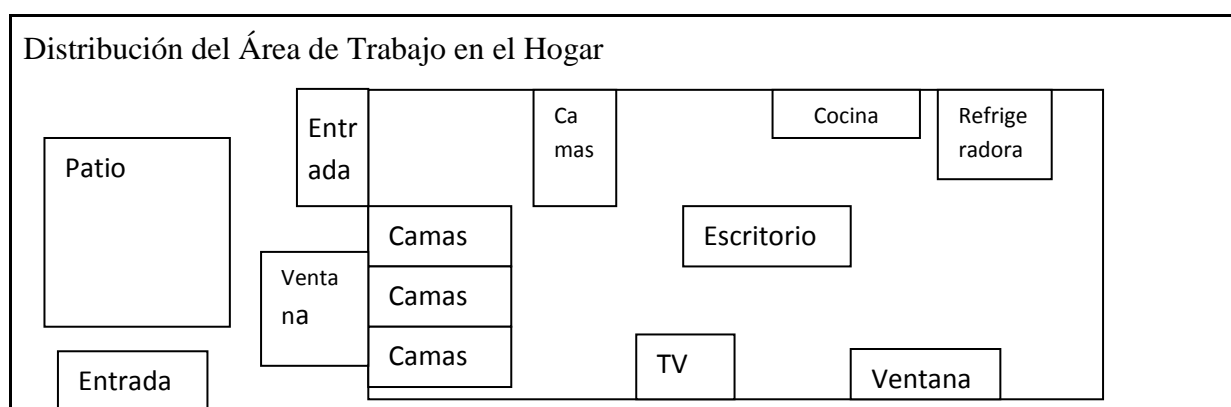 Distribución del Área de Trabajo en el Hogar
Entr
ada
Ca
mas
Cocina
Refrige
radora
Patio
Camas
Escritorio
Venta
na
Camas
Camas
TV
Ventana
Entrada